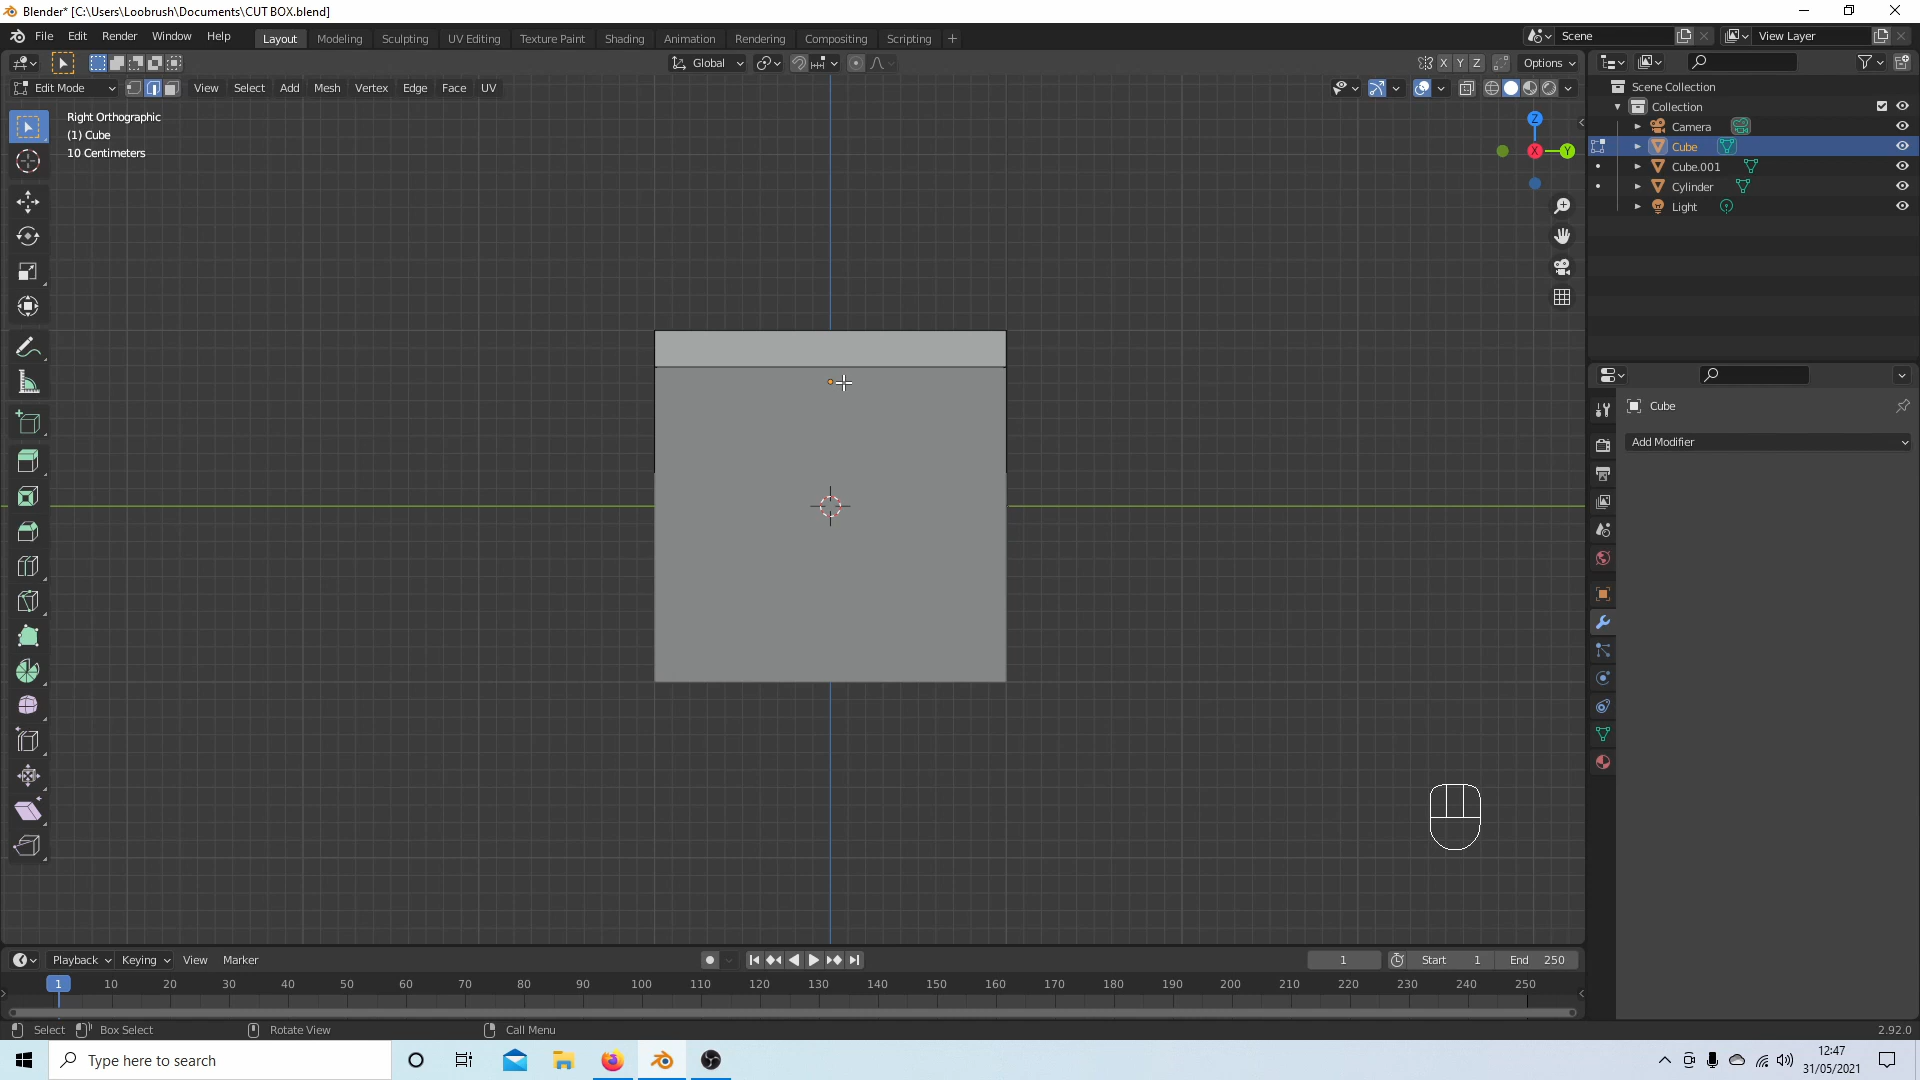 Blender* [C:\Users\Loobrush\Documents\CUT BOX.blend]
File Edit Render Window Help Layout Modeling Sculpting UV Editing Texture Paint Shading Animation Rendering Compositing Scripting + Scene View Layer
Global X Y Z Options
Edit Mode View Select Add Mesh Vertex Edge Face UV
Right Orthographic
(1) Cube
10 Centimeters
Z
X Y
Scene Collection
Collection
Camera
Cube
Cube.001
Cylinder
Light
Cube
Add Modifier
Playback Keying View Marker 1 Start 1 End 250
1 10 20 30 40 50 60 70 80 90 100 110 120 130 140 150 160 170 180 190 200 210 220 230 240 250
Select Box Select Rotate View Call Menu 2.92.0
Type here to search
12:47
31/05/2021